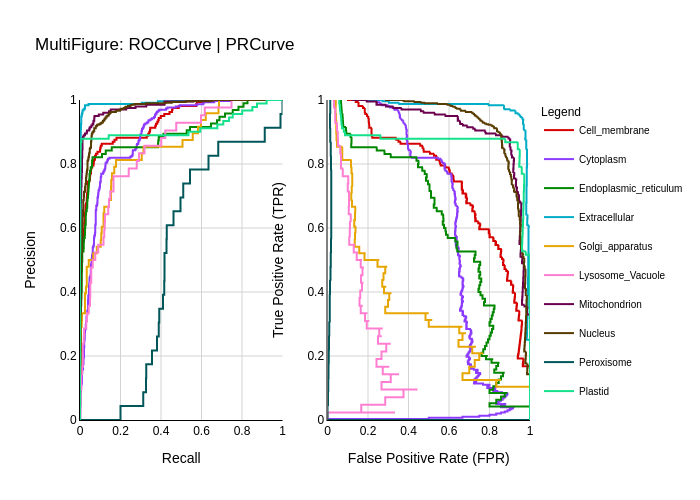 MultiFigure: ROCCurve | PRCurve
Precision
1
0.8
0.6
0.4
0.2
0
0
0.2
0.4
0.6
0.8
1
Recall
True Positive Rate (TPR)
1
0.8
0.6
0.4
0.2
0
0
0.2
0.4
0.6
0.8
1
False Positive Rate (FPR)
Legend
Cell_membrane
Cytoplasm
Endoplasmic_reticulum
Extracellular
Golgi_apparatus
Lysosome_Vacuole
Mitochondrion
Nucleus
Peroxisome
Plastid